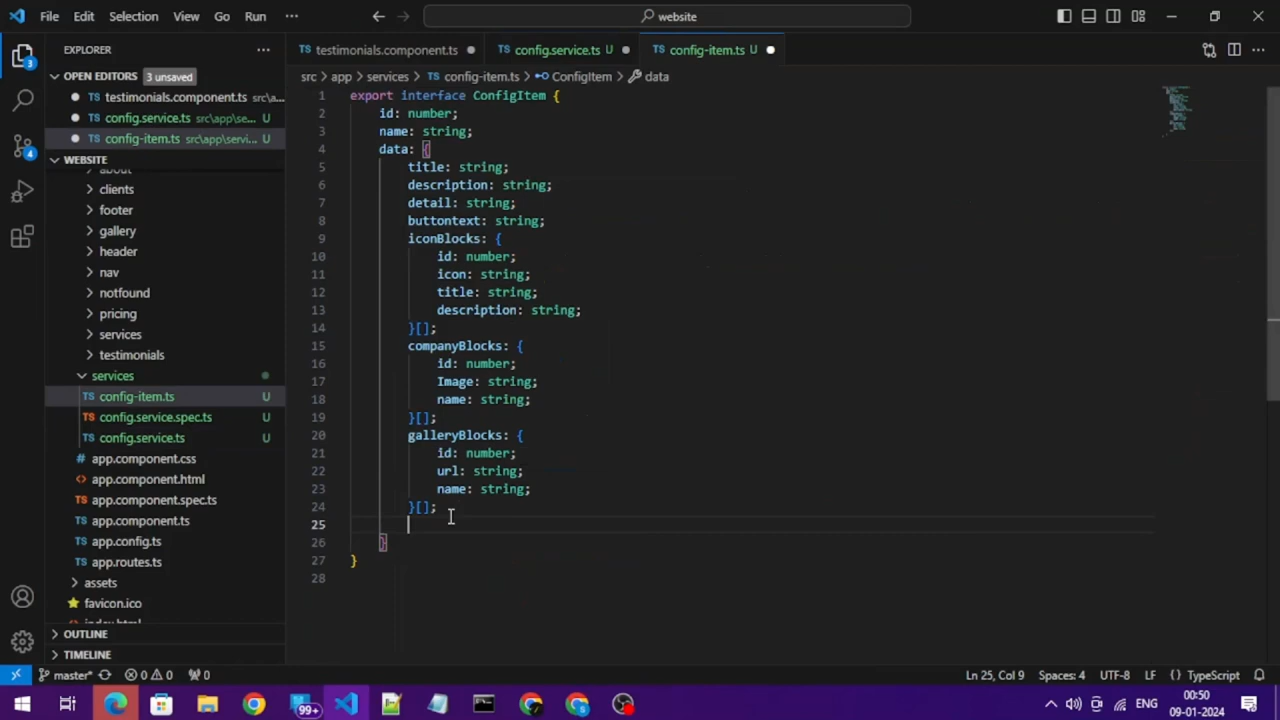 File Edit Selection View Go Run ··· website
EXPLORER ···
testimonials.component.ts config.service.ts U config-item.ts U
src > app > services > TS config-item.ts > ConfigItem > data
OPEN EDITORS 3 unsaved
testimonials.component.ts src\a...
TS config.service.ts src\app\se... U
TS config-item.ts src\app\servi... U
WEBSITE
about
clients
footer
gallery
header
nav
notfound
pricing
services
testimonials
services
TS config-item.ts U
TS config.service.spec.ts U
TS config.service.ts U
# app.component.css
<> app.component.html
TS app.component.spec.ts
TS app.component.ts
TS app.config.ts
TS app.routes.ts
assets
favicon.ico
index.html
OUTLINE
TIMELINE
1 export interface ConfigItem {
2 id: number;
3 name: string;
4 data: {
5 title: string;
6 description: string;
7 detail: string;
8 buttontext: string;
9 iconBlocks: {
10 id: number;
11 icon: string;
12 title: string;
13 description: string;
14 }[];
15 companyBlocks: {
16 id: number;
17 Image: string;
18 name: string;
19 }[];
20 galleryBlocks: {
21 id: number;
22 url: string;
23 name: string;
24 }[];
25
26 }
27 }
28
master* 0 0 0 Ln 25, Col 9 Spaces: 4 UTF-8 LF {} TypeScript
99+ ENG 00:50
09-01-2024
3
4